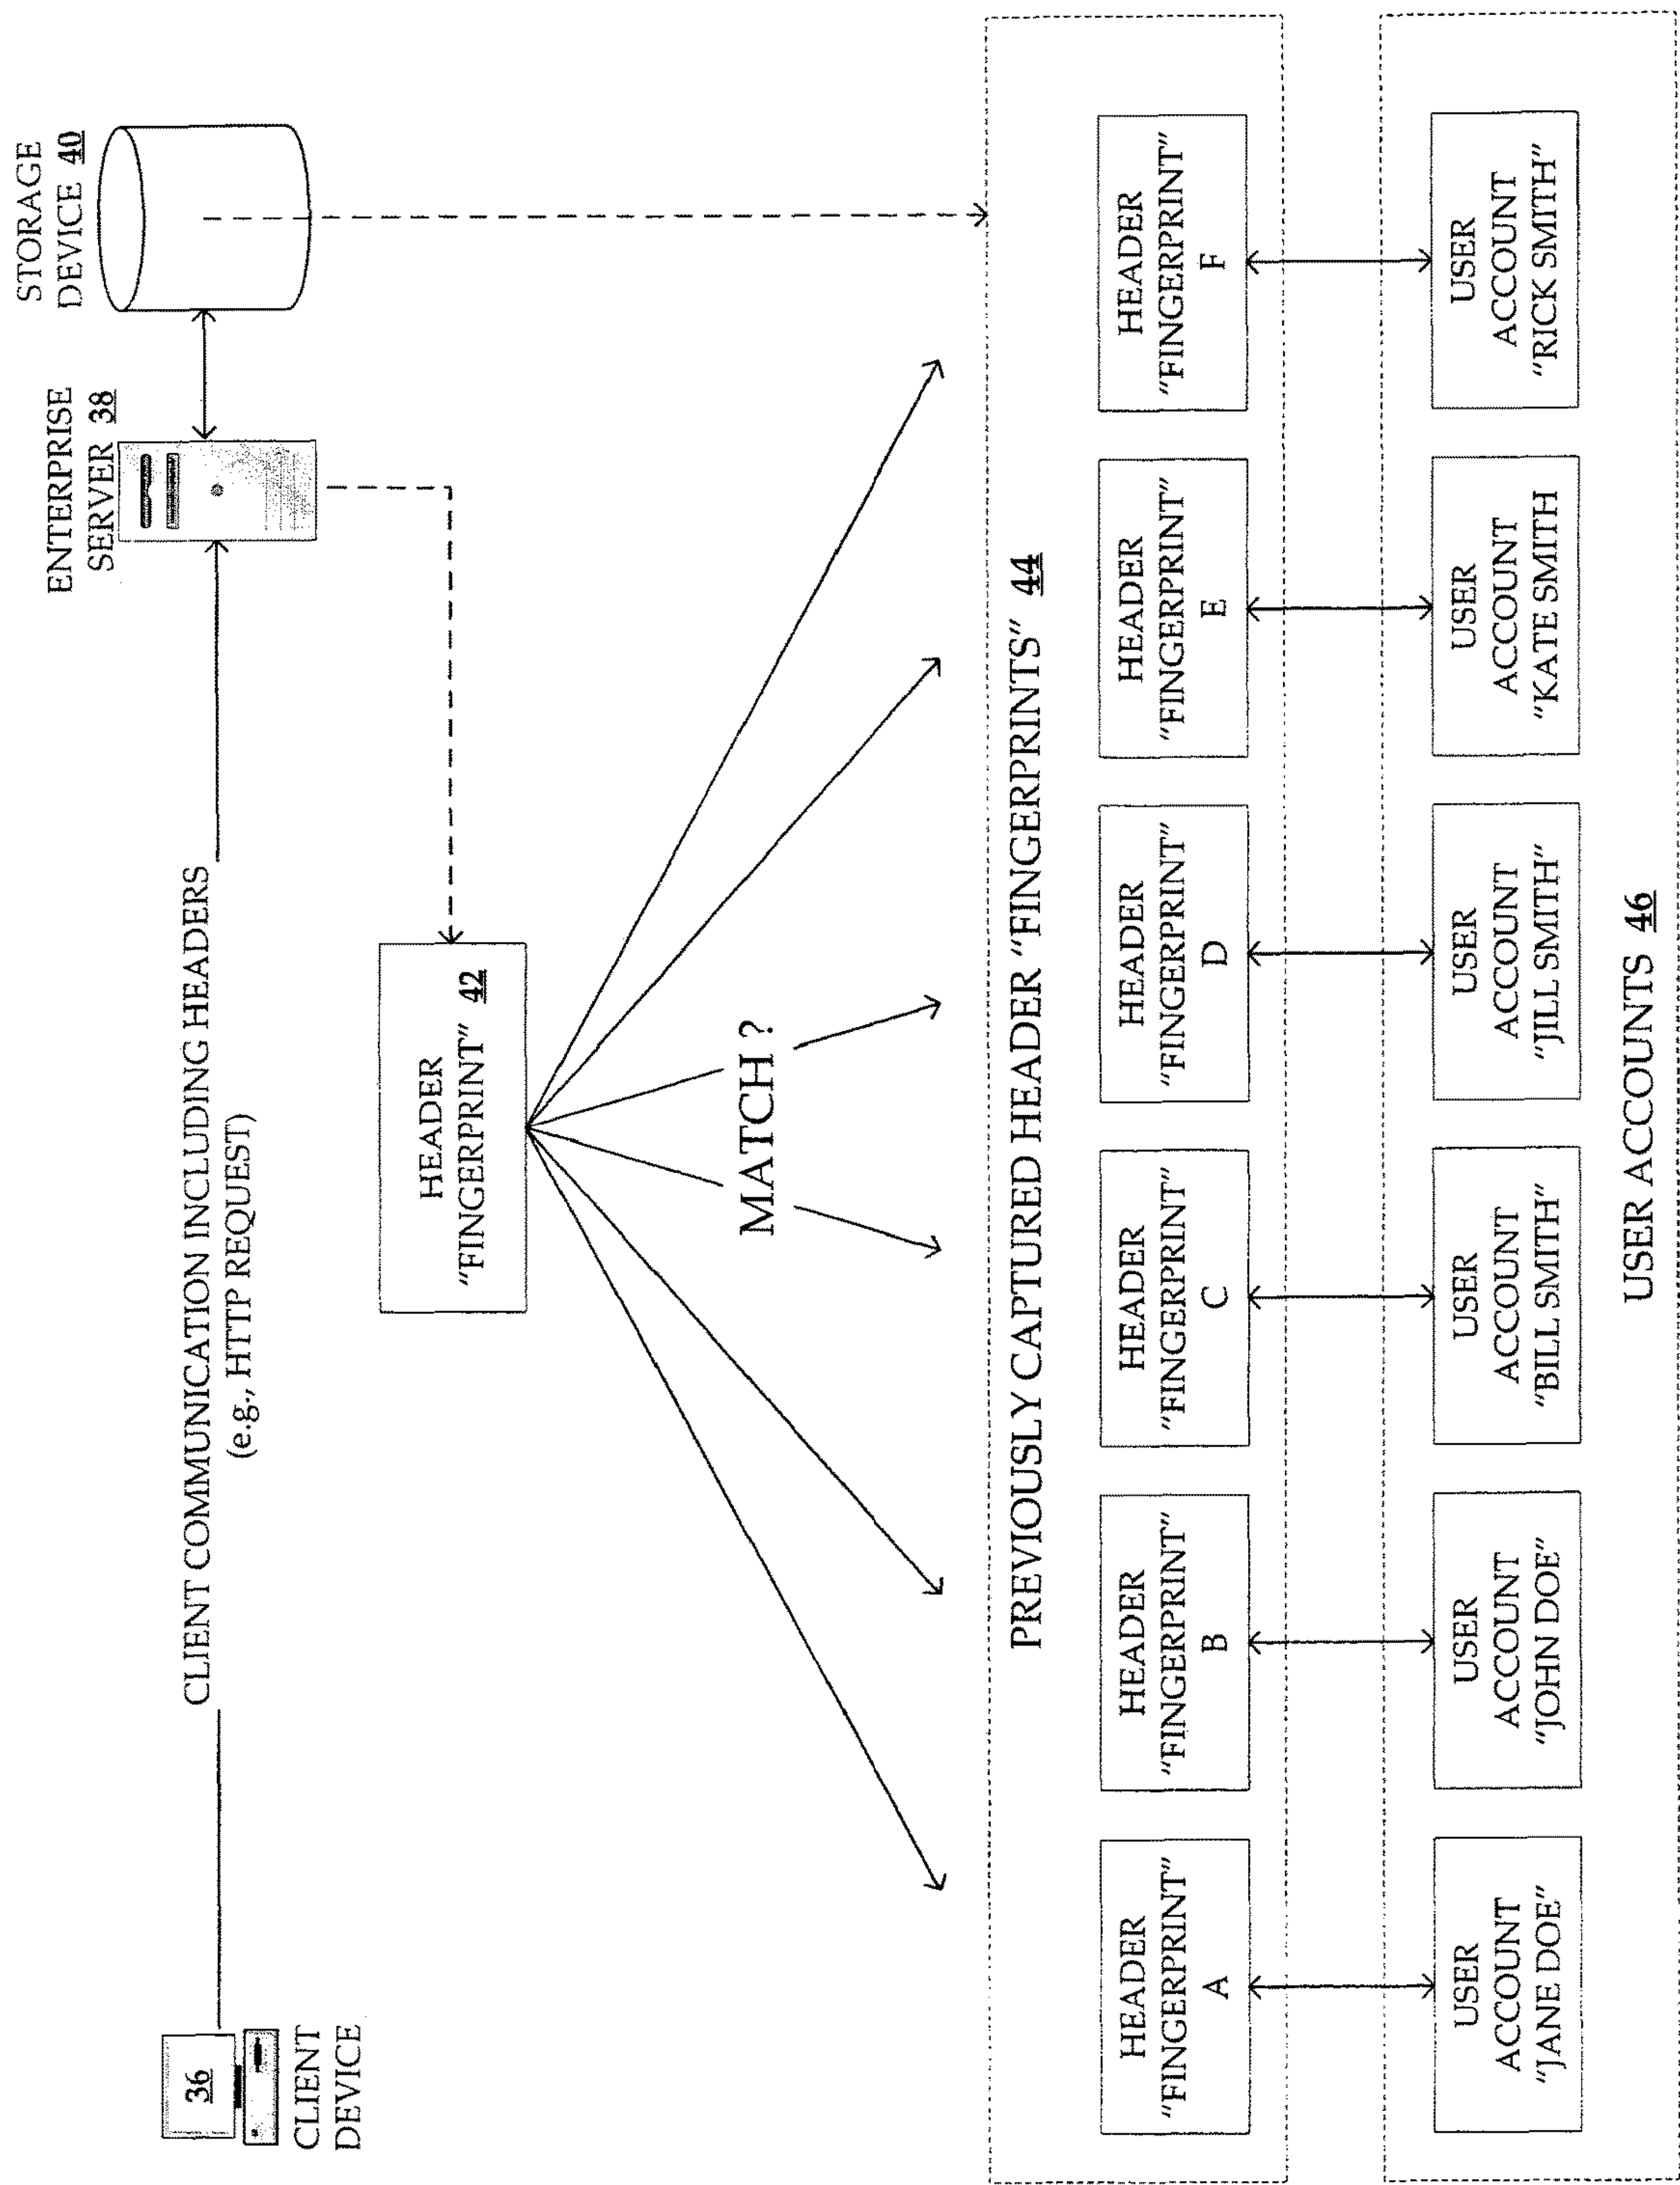 STORAGE
DEVICE 40
ENTERPRISE
SERVER 38
CLIENT COMMUNICATION INCLUDING HEADERS
(e.g., HTTP REQUEST)
36
CLIENT
DEVICE
HEADER
"FINGERPRINT" 42
MATCH ?
PREVIOUSLY CAPTURED HEADER "FINGERPRINTS" 44
HEADER
"FINGERPRINT"
A
HEADER
"FINGERPRINT"
B
HEADER
"FINGERPRINT"
C
HEADER
"FINGERPRINT"
D
HEADER
"FINGERPRINT"
E
HEADER
"FINGERPRINT"
F
USER
ACCOUNT
"JANE DOE"
USER
ACCOUNT
"JOHN DOE"
USER
ACCOUNT
"BILL SMITH"
USER
ACCOUNT
"JILL SMITH"
USER
ACCOUNT
"KATE SMITH
USER
ACCOUNT
"RICK SMITH"
USER ACCOUNTS 46